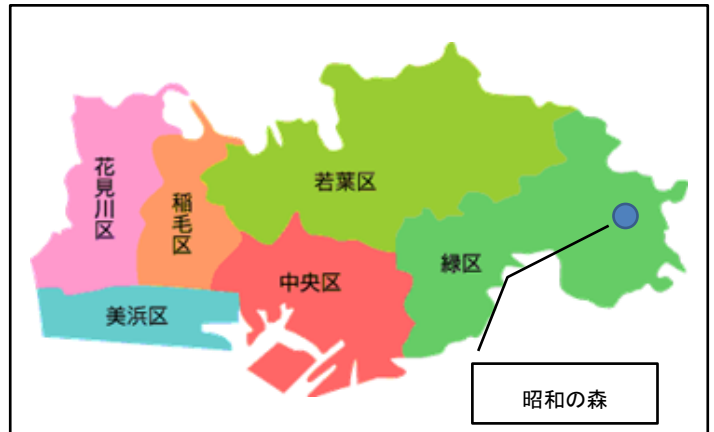 花見川区
稲毛区
若葉区
緑区
中央区
美浜区
昭和の森